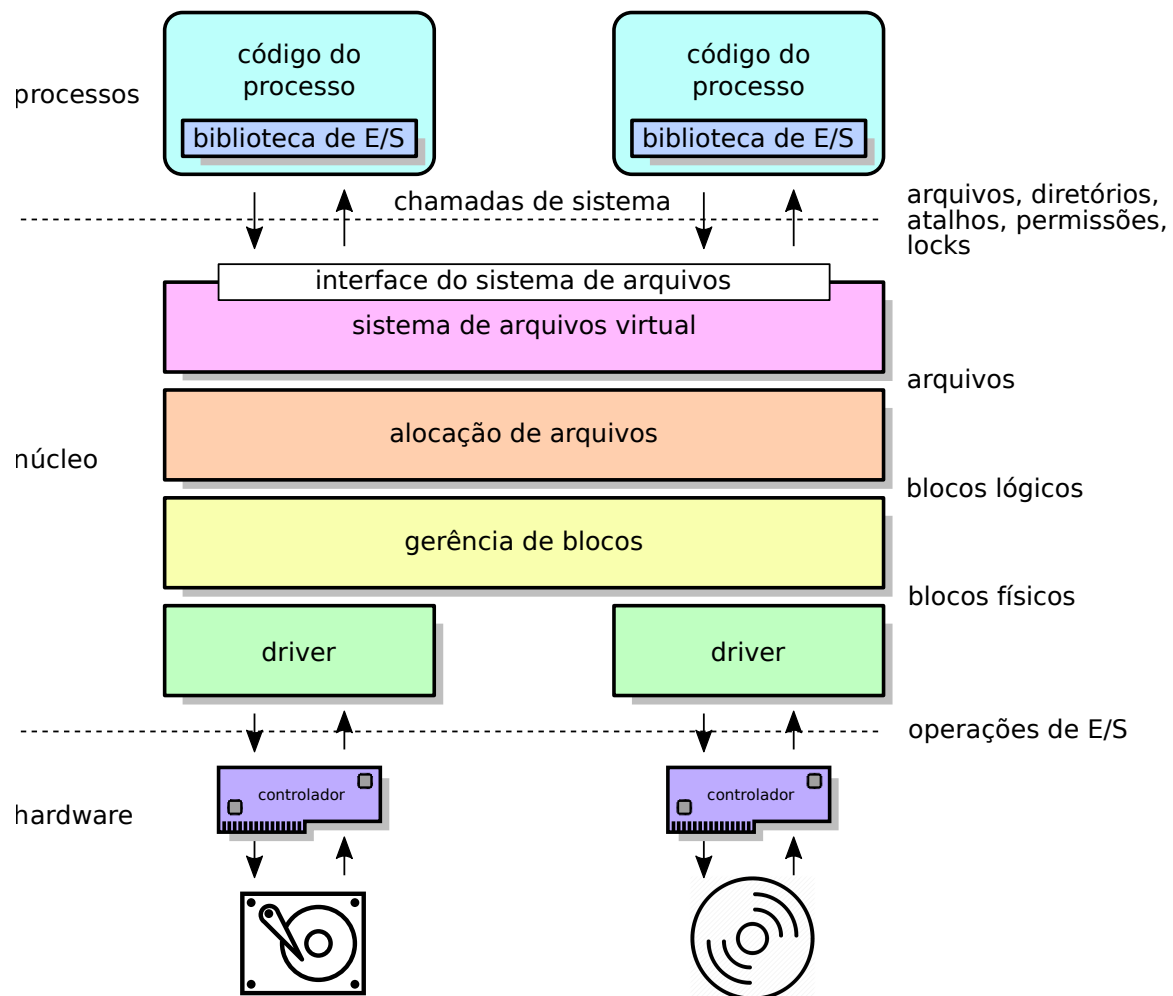 código do
processo
biblioteca de E/S
código do
processo
biblioteca de E/S
processos
chamadas de sistema
arquivos, diretórios,
atalhos, permissões,
locks
interface do sistema de arquivos
sistema de arquivos virtual
arquivos
alocação de arquivos
núcleo
blocos lógicos
gerência de blocos
blocos físicos
driver
driver
operações de E/S
controlador
controlador
hardware